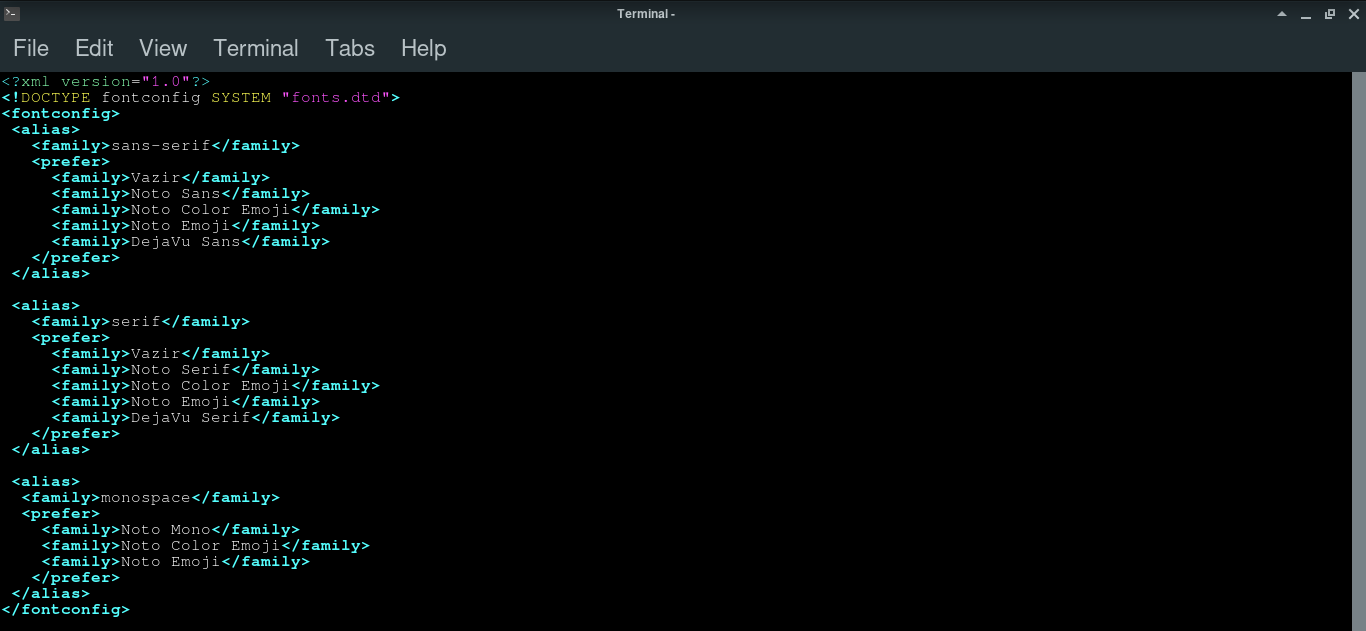 Terminal -
File Edit View Terminal Tabs Help
<?xml version="1.0"?>
<!DOCTYPE fontconfig SYSTEM "fonts.dtd">
<fontconfig>
 <alias>
   <family>sans-serif</family>
   <prefer>
     <family>Vazir</family>
     <family>Noto Sans</family>
     <family>Noto Color Emoji</family>
     <family>Noto Emoji</family>
     <family>DejaVu Sans</family>
   </prefer>
 </alias>

 <alias>
   <family>serif</family>
   <prefer>
     <family>Vazir</family>
     <family>Noto Serif</family>
     <family>Noto Color Emoji</family>
     <family>Noto Emoji</family>
     <family>DejaVu Serif</family>
   </prefer>
 </alias>

 <alias>
  <family>monospace</family>
  <prefer>
    <family>Noto Mono</family>
    <family>Noto Color Emoji</family>
    <family>Noto Emoji</family>
   </prefer>
 </alias>
</fontconfig>